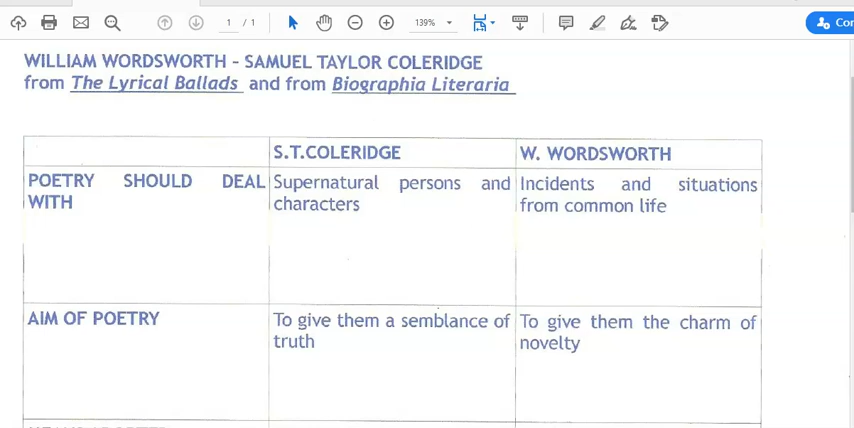 1 / 1
139%
Con
WILLIAM WORDSWORTH – SAMUEL TAYLOR COLERIDGE
from The Lyrical Ballads and from Biographia Literaria
S.T.COLERIDGE
W. WORDSWORTH
POETRY SHOULD DEAL
WITH
Supernatural persons and
characters
Incidents and situations
from common life
AIM OF POETRY
To give them a semblance of
truth
To give them the charm of
novelty